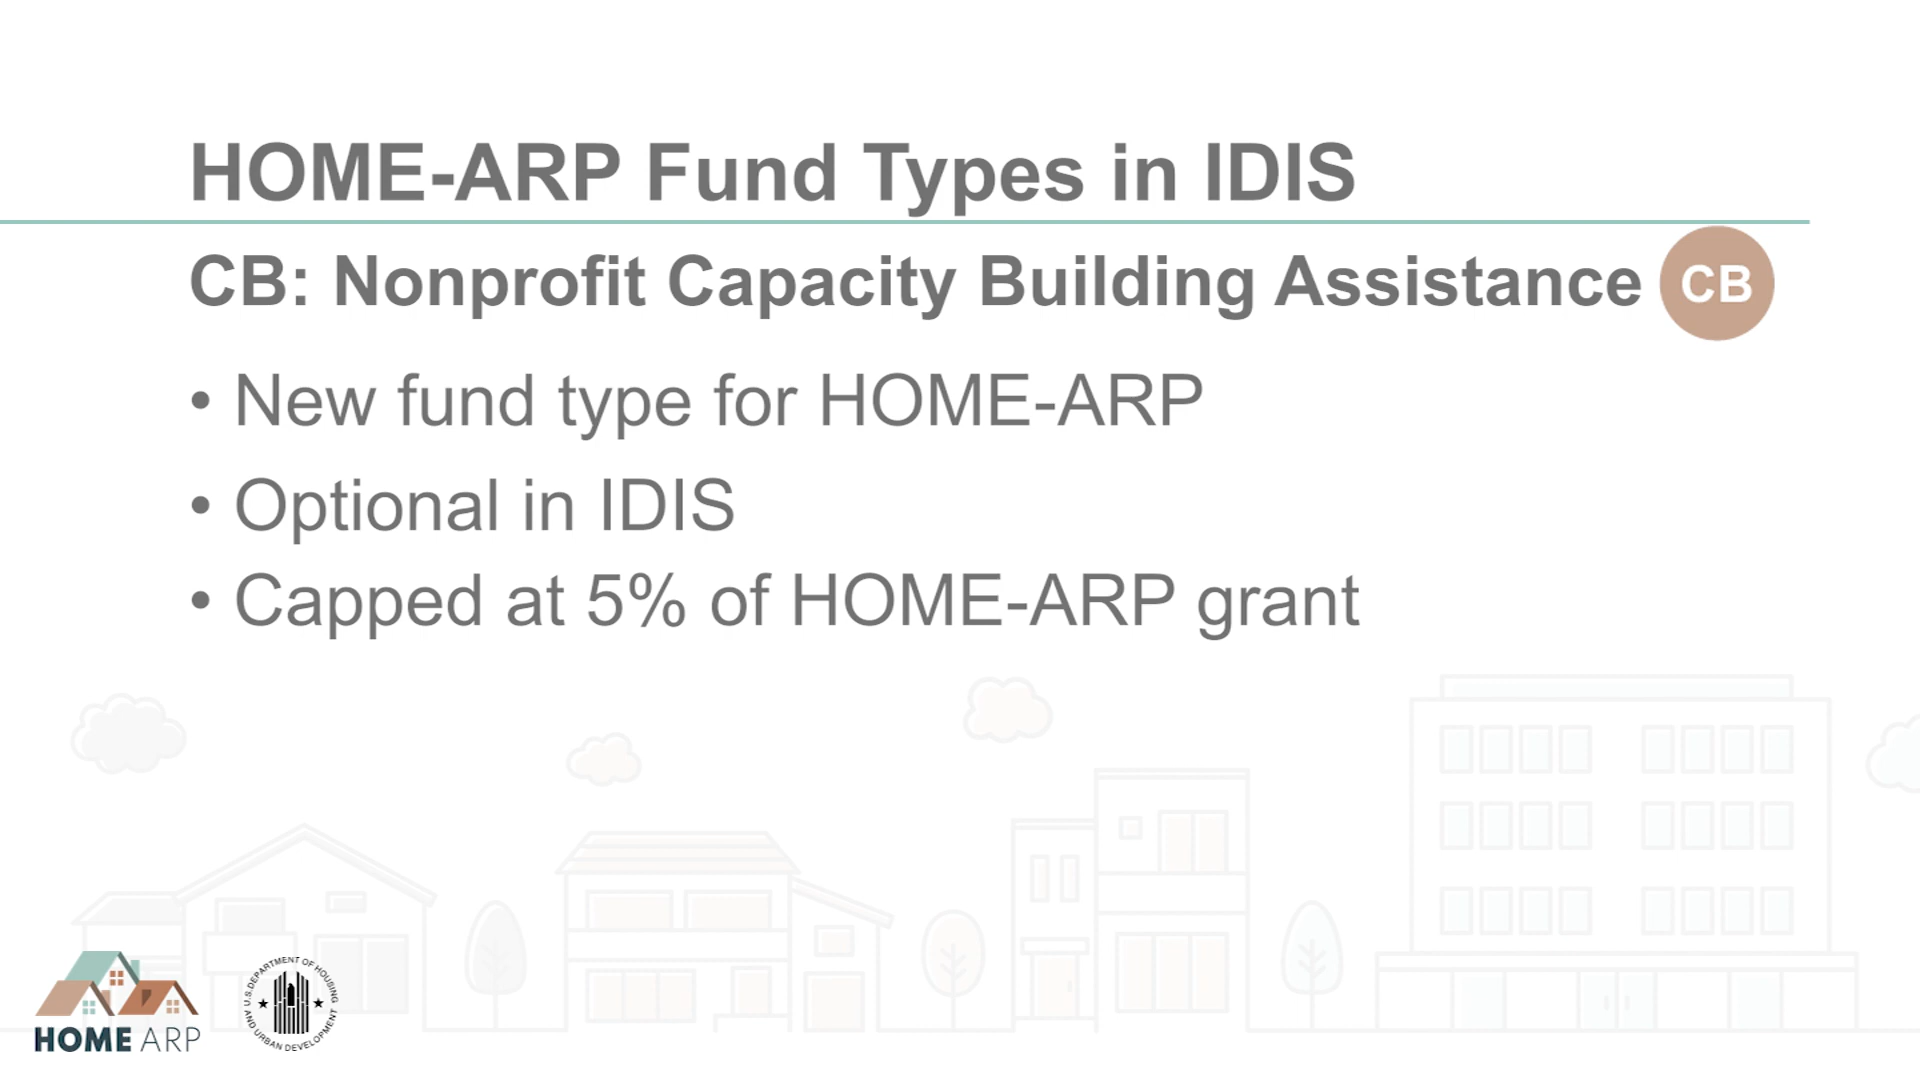 HOME-ARP Fund Types in IDIS
CB: Nonprofit Capacity Building Assistance
CB
• New fund type for HOME-ARP
• Optional in IDIS
• Capped at 5% of HOME-ARP grant
HOME ARP
U.S. DEPARTMENT OF HOUSING
AND URBAN DEVELOPMENT